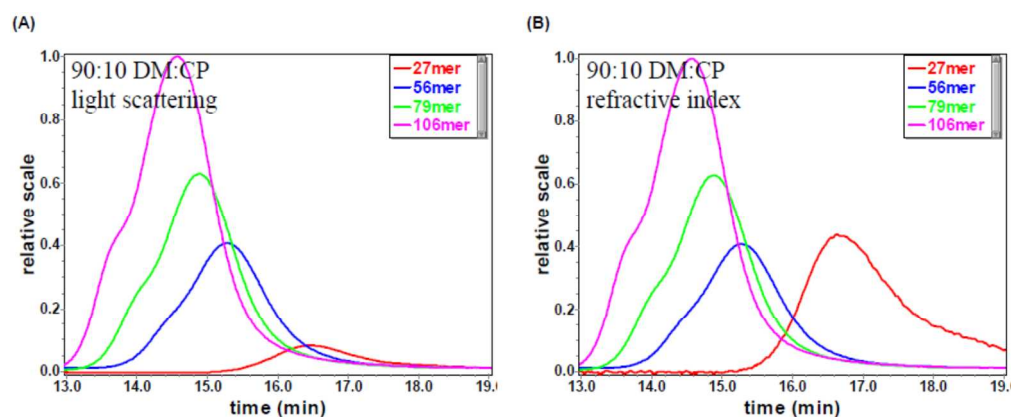 (A)
1.0
0.8
0.6
0.4
0.2
0.0
relative scale
90:10 DM:CP
light scattering
27mer
56mer
79mer
106mer
13.0 14.0 15.0 16.0 17.0 18.0 19.0
time (min)
(B)
1.0
0.8
0.6
0.4
0.2
0.0
relative scale
90:10 DM:CP
refractive index
27mer
56mer
79mer
106mer
13.0 14.0 15.0 16.0 17.0 18.0 19.0
time (min)